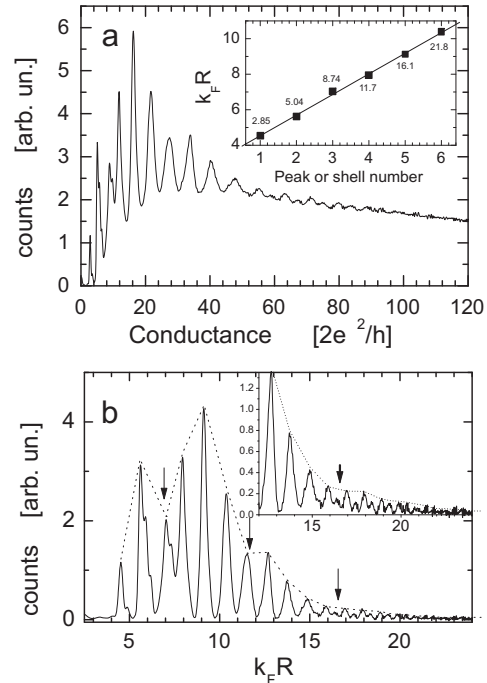 a
counts [arb. un.]
6
5
4
3
2
1
0
0 20 40 60 80 100 120
Conductance [2e²/h]
k_F R
10
8
6
4
2.85
5.04
8.74
11.7
16.1
21.8
1 2 3 4 5 6
Peak or shell number
b
counts [arb. un.]
4
2
0
5 10 15 20
k_F R
1.2
1.0
0.8
0.6
0.4
0.2
0.0
15 20